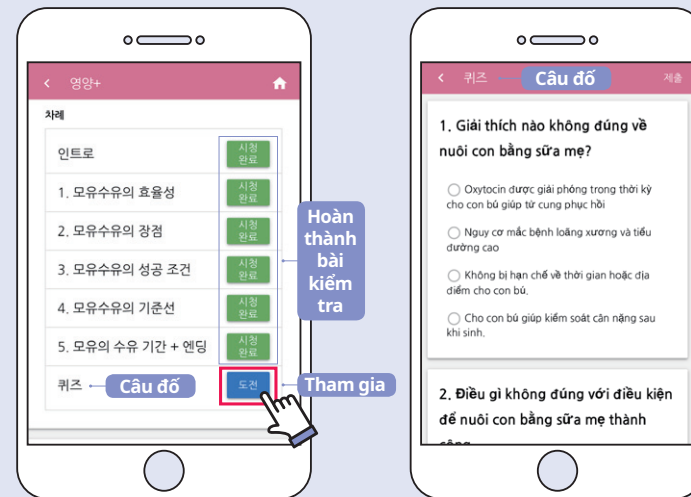 영양+
차례
인트로
시청
완료
1. 모유수유의 효율성
시청
완료
2. 모유수유의 장점
시청
완료
3. 모유수유의 성공 조건
시청
완료
4. 모유수유의 기준선
시청
완료
5. 모유의 수유 기간 + 엔딩
시청
완료
퀴즈
Câu đố
도전
Hoàn
thành
bài
kiểm
tra
Tham gia
퀴즈
Câu đố
제출
1. Giải thích nào không đúng về
nuôi con bằng sữa mẹ?
Oxytocin được giải phóng trong thời kỳ
cho con bú giúp tử cung phục hồi
Nguy cơ mắc bệnh loãng xương và tiểu
đường cao
Không bị hạn chế về thời gian hoặc địa
điểm cho con bú.
Cho con bú giúp kiểm soát cân nặng sau
khi sinh.
2. Điều gì không đúng với điều kiện
để nuôi con bằng sữa mẹ thành